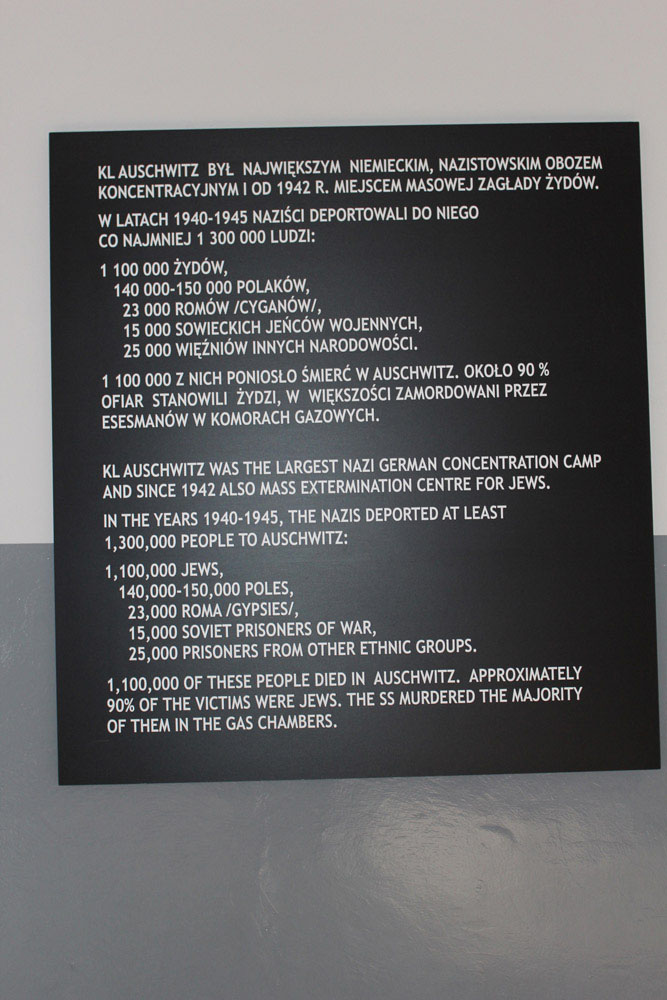 KL AUSCHWITZ BYŁ NAJWIĘKSZYM NIEMIECKIM, NAZISTOWSKIM OBOZEM
KONCENTRACYJNYM I OD 1942 R. MIEJSCEM MASOWEJ ZAGŁADY ŻYDÓW.
W LATACH 1940-1945 NAZIŚCI DEPORTOWALI DO NIEGO
CO NAJMNIEJ 1 300 000 LUDZI:
1 100 000 ŻYDÓW,
140 000-150 000 POLAKÓW,
23 000 ROMÓW /CYGANÓW/,
15 000 SOWIECKICH JEŃCÓW WOJENNYCH,
25 000 WIĘŹNIÓW INNYCH NARODOWOŚCI.
1 100 000 Z NICH PONIOSŁO ŚMIERĆ W AUSCHWITZ. OKOŁO 90 %
OFIAR STANOWILI ŻYDZI, W WIĘKSZOŚCI ZAMORDOWANI PRZEZ
ESESMANÓW W KOMORACH GAZOWYCH.
KL AUSCHWITZ WAS THE LARGEST NAZI GERMAN CONCENTRATION CAMP
AND SINCE 1942 ALSO MASS EXTERMINATION CENTRE FOR JEWS.
IN THE YEARS 1940-1945, THE NAZIS DEPORTED AT LEAST
1,300,000 PEOPLE TO AUSCHWITZ:
1,100,000 JEWS,
140,000-150,000 POLES,
23,000 ROMA /GYPSIES/,
15,000 SOVIET PRISONERS OF WAR,
25,000 PRISONERS FROM OTHER ETHNIC GROUPS.
1,100,000 OF THESE PEOPLE DIED IN AUSCHWITZ. APPROXIMATELY
90% OF THE VICTIMS WERE JEWS. THE SS MURDERED THE MAJORITY
OF THEM IN THE GAS CHAMBERS.